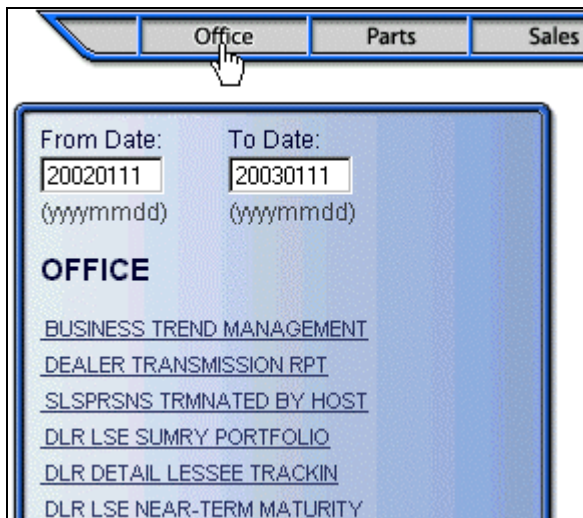 Office Parts Sales
From Date: To Date:
20020111 20030111
(yyyymmdd) (yyyymmdd)
OFFICE
BUSINESS TREND MANAGEMENT
DEALER TRANSMISSION RPT
SLSPRSNS TRMNATED BY HOST
DLR LSE SUMRY PORTFOLIO
DLR DETAIL LESSEE TRACKIN
DLR LSE NEAR-TERM MATURITY